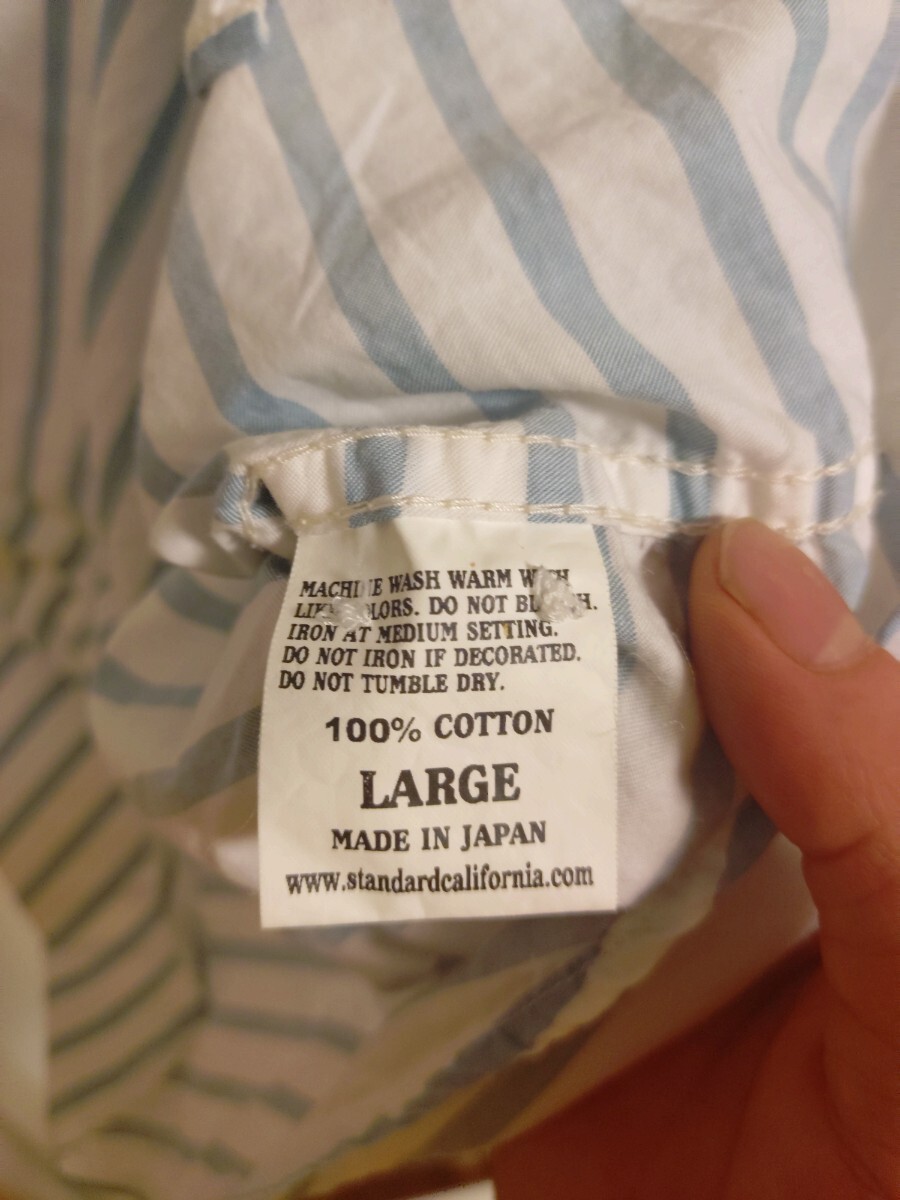 MACHINE WASH WARM WITH
LIKE COLORS. DO NOT BLEACH.
IRON AT MEDIUM SETTING.
DO NOT IRON IF DECORATED.
DO NOT TUMBLE DRY.
100% COTTON
LARGE
MADE IN JAPAN
www.standardcalifornia.com